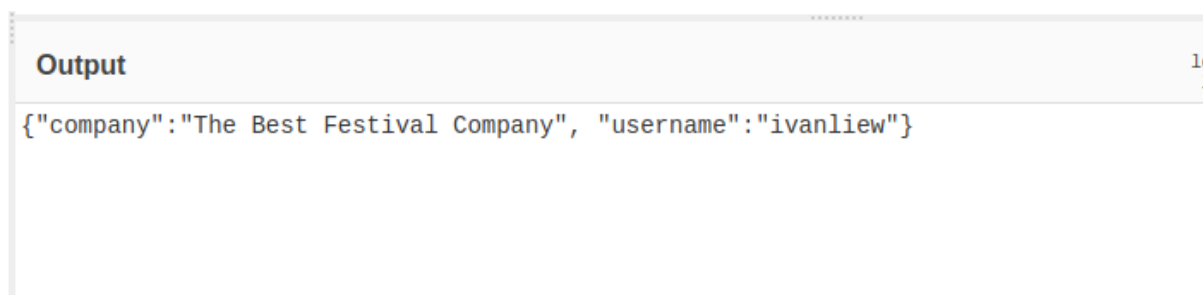 Output
{"company":"The Best Festival Company", "username":"ivanliew"}